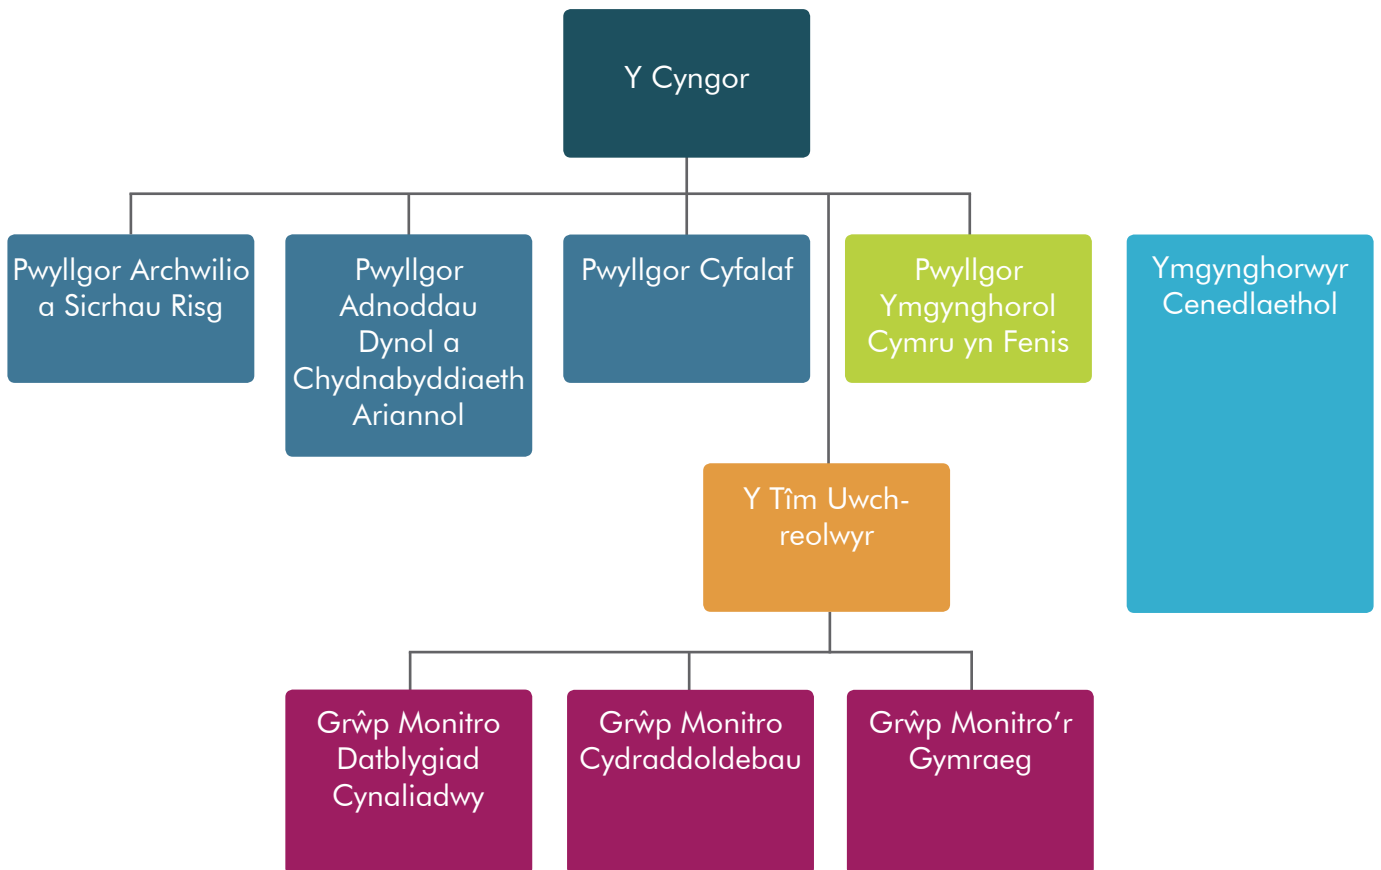 Y Cyngor
Pwyllgor Archwilio
a Sicrhau Risg
Pwyllgor
Adnoddau
Dynol a
Chydnabyddiaeth
Ariannol
Pwyllgor Cyfalaf
Pwyllgor
Ymgynghorol
Cymru yn Fenis
Ymgynghorwyr
Cenedlaethol
Y Tîm Uwch-
reolwyr
Grŵp Monitro
Datblygiad
Cynaliadwy
Grŵp Monitro
Cydraddoldebau
Grŵp Monitro’r
Gymraeg